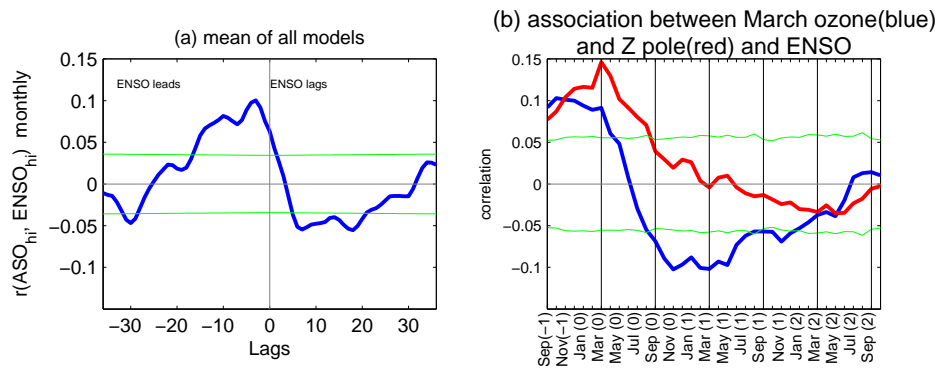 (a) mean of all models
ENSO leads
ENSO lags
r(ASO_hi, ENSO_hi) monthly
0.15
0.1
0.05
0
−0.05
−0.1
−30
−20
−10
0
10
20
30
Lags
(b) association between March ozone(blue)
and Z pole(red) and ENSO
correlation
0.15
0.1
0.05
0
−0.05
−0.1
Sep(−1)
Nov(−1)
Jan (0)
Mar (0)
May (0)
Jul (0)
Sep (0)
Nov (0)
Jan (1)
Mar (1)
May (1)
Jul (1)
Sep (1)
Nov (1)
Jan (2)
Mar (2)
May (2)
Jul (2)
Sep (2)